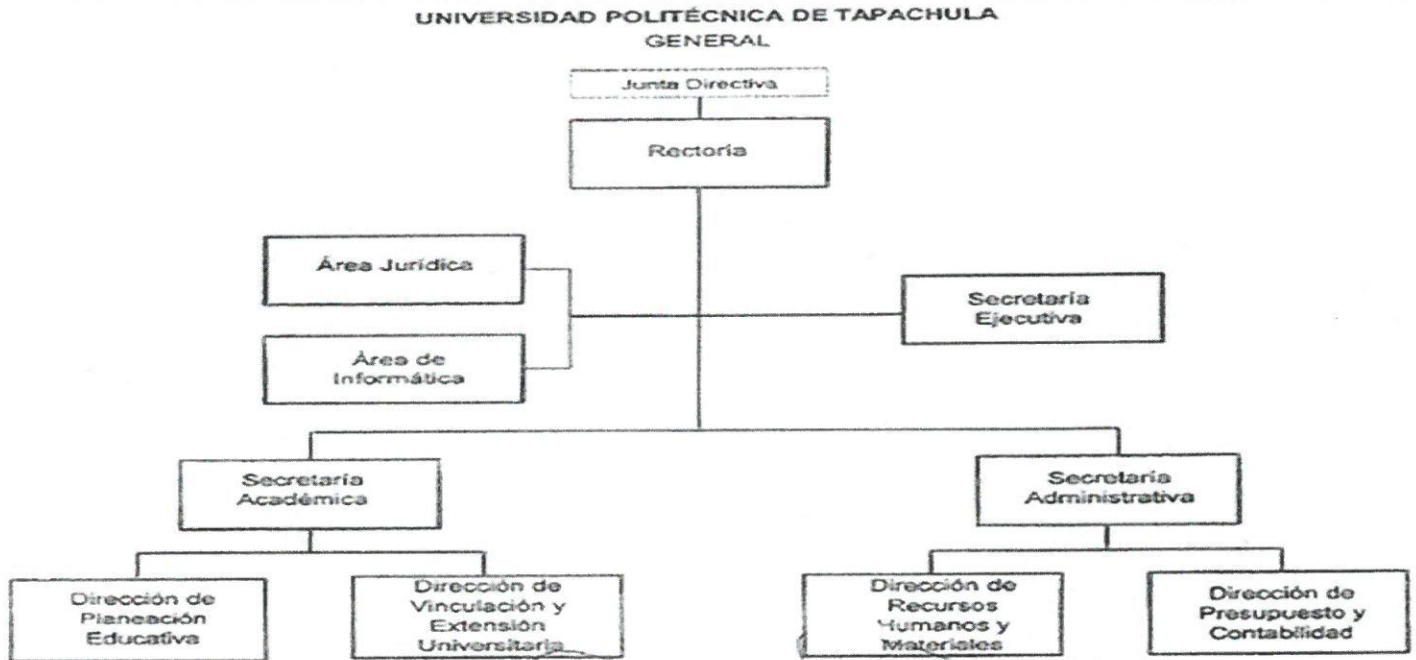 UNIVERSIDAD POLITÉCNICA DE TAPACHULA
GENERAL
Junta Directiva
Rectoría
Área Jurídica
Secretaría
Ejecutiva
Área de
Informática
Secretaría
Académica
Secretaría
Administrativa
Dirección de
Planeación
Educativa
Dirección de
Vinculación y
Extensión
Universitaria
Dirección de
Recursos
Humanos y
Materiales
Dirección de
Presupuesto y
Contabilidad